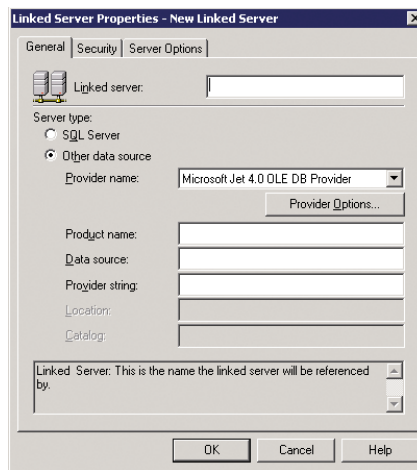 Linked Server Properties - New Linked Server
General Security Server Options
Linked server:
Server type:
SQL Server
Other data source
Provider name: Microsoft Jet 4.0 OLE DB Provider
Provider Options...
Product name:
Data source:
Provider string:
Location:
Catalog:
Linked Server: This is the name the linked server will be referenced
by.
OK Cancel Help